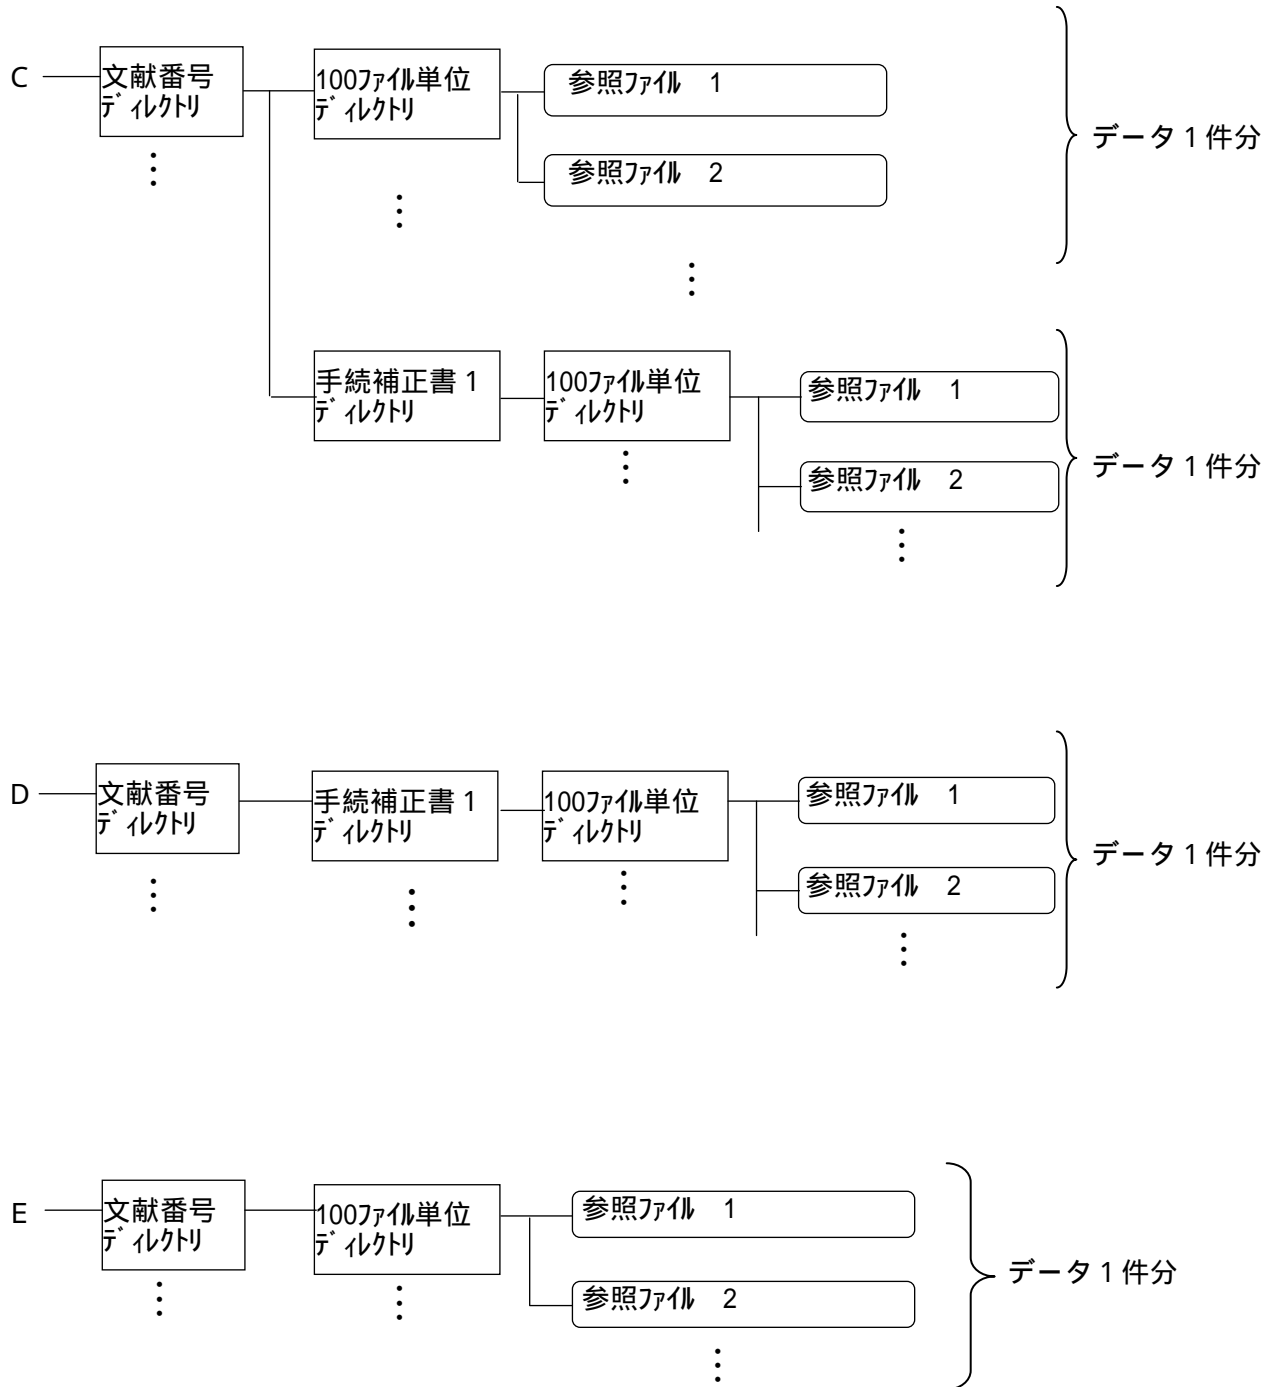 C
文献番号
ディレクトリ
⋮
100ファイル単位
ディレクトリ
⋮
参照ファイル 1
参照ファイル 2
⋮
データ1件分
手続補正書1
ディレクトリ
100ファイル単位
ディレクトリ
⋮
参照ファイル 1
参照ファイル 2
⋮
データ1件分
D
文献番号
ディレクトリ
⋮
手続補正書1
ディレクトリ
⋮
100ファイル単位
ディレクトリ
⋮
参照ファイル 1
参照ファイル 2
⋮
データ1件分
E
文献番号
ディレクトリ
⋮
100ファイル単位
ディレクトリ
⋮
参照ファイル 1
参照ファイル 2
⋮
データ1件分